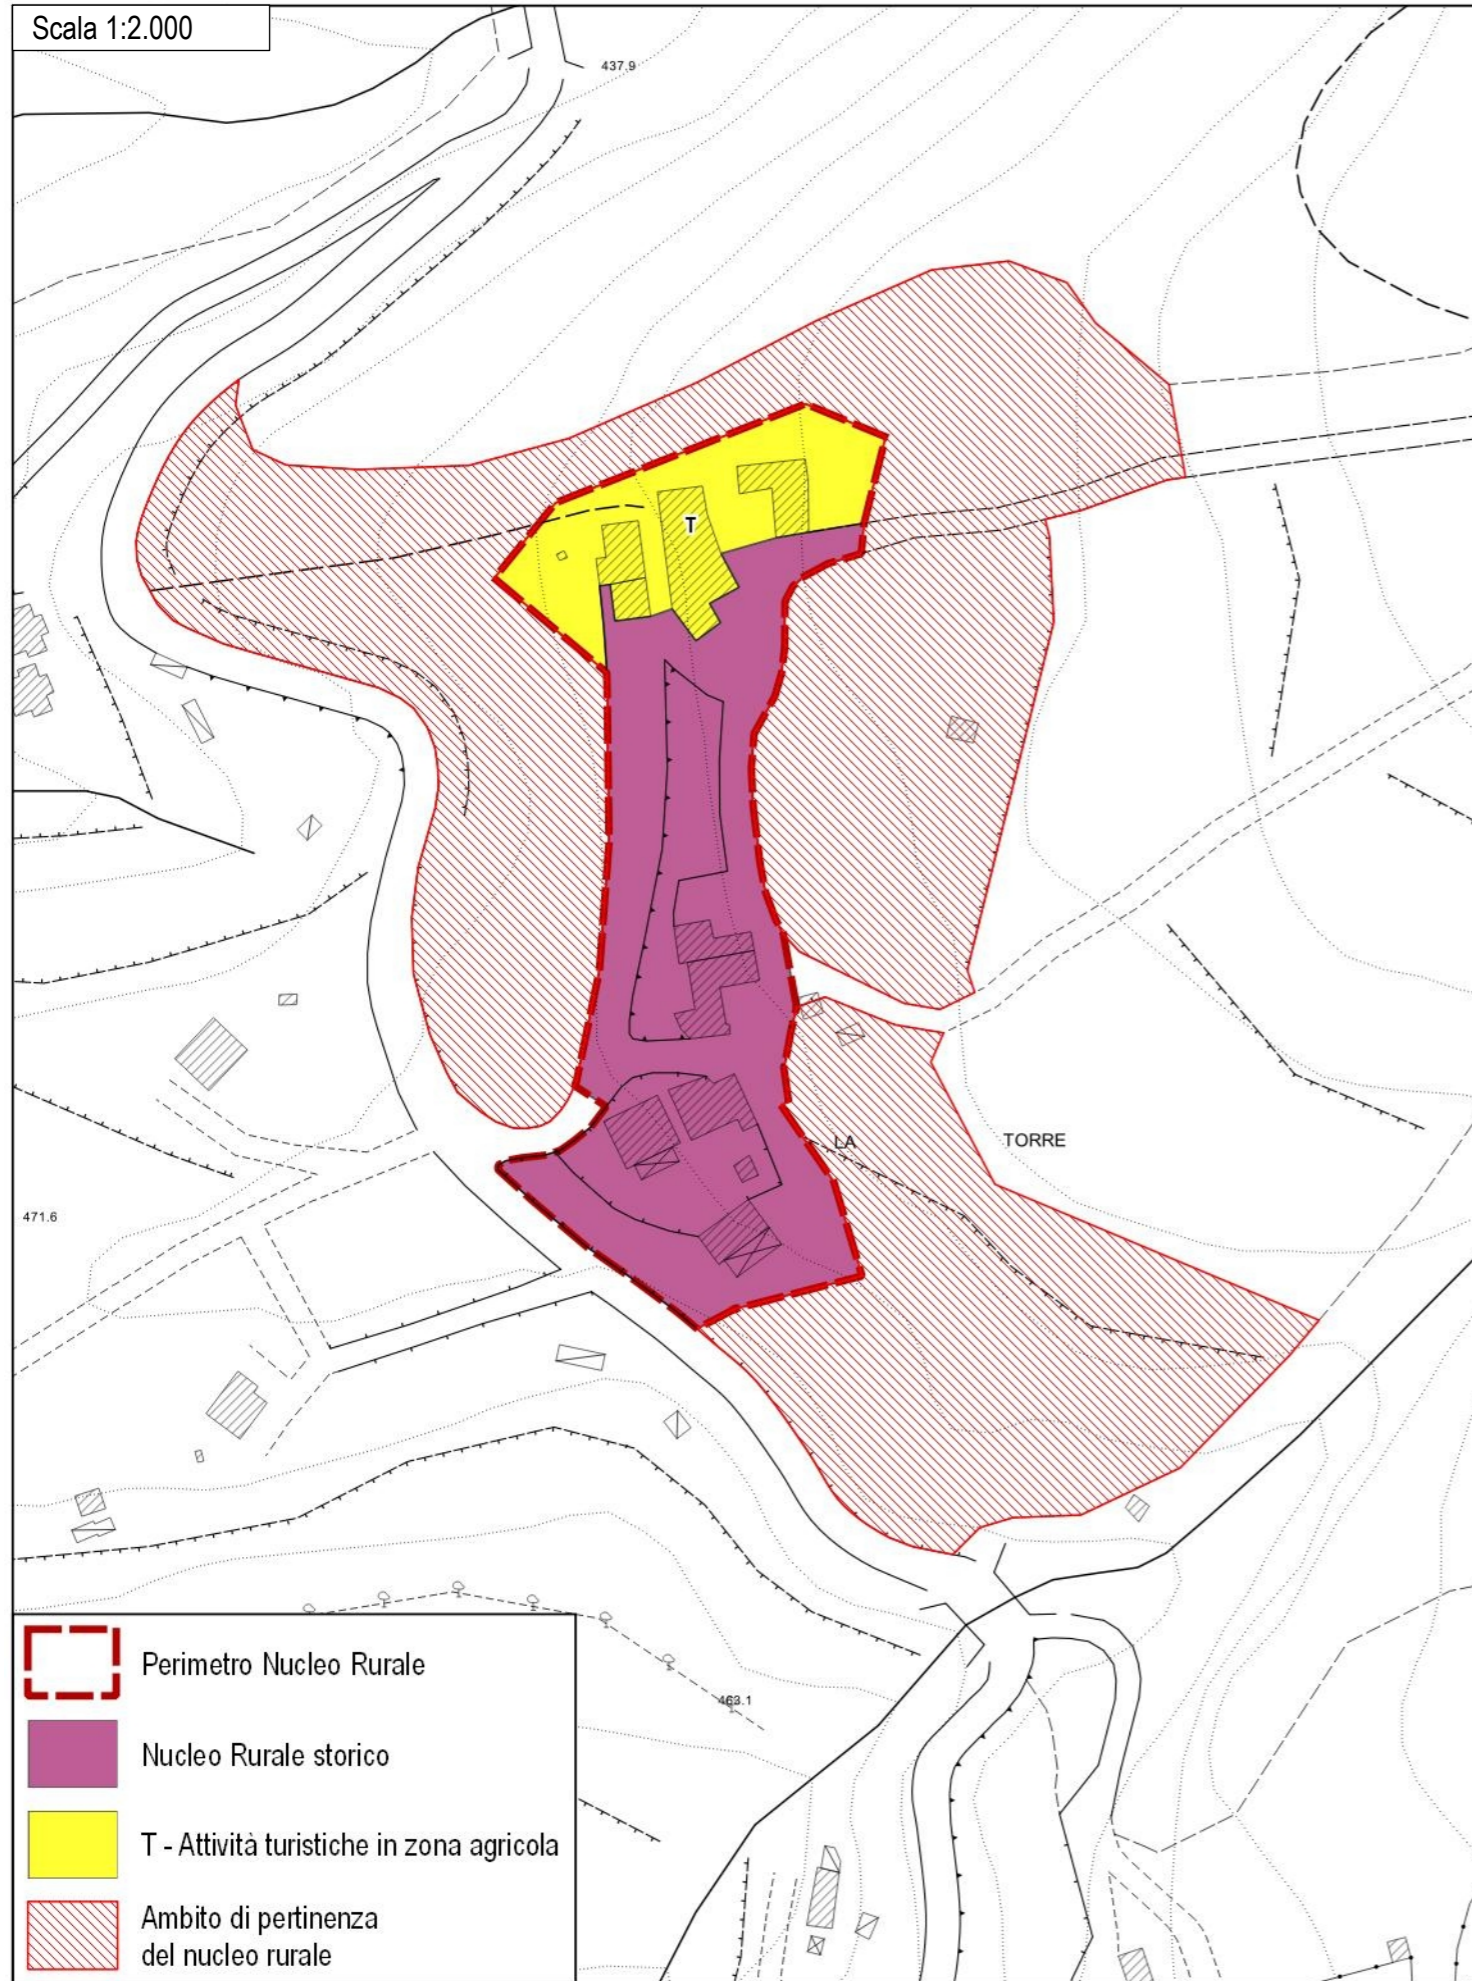 Scala 1:2.000
437.9
T
LA
TORRE
471.6
463.1
Perimetro Nucleo Rurale
Nucleo Rurale storico
T - Attività turistiche in zona agricola
Ambito di pertinenza
del nucleo rurale